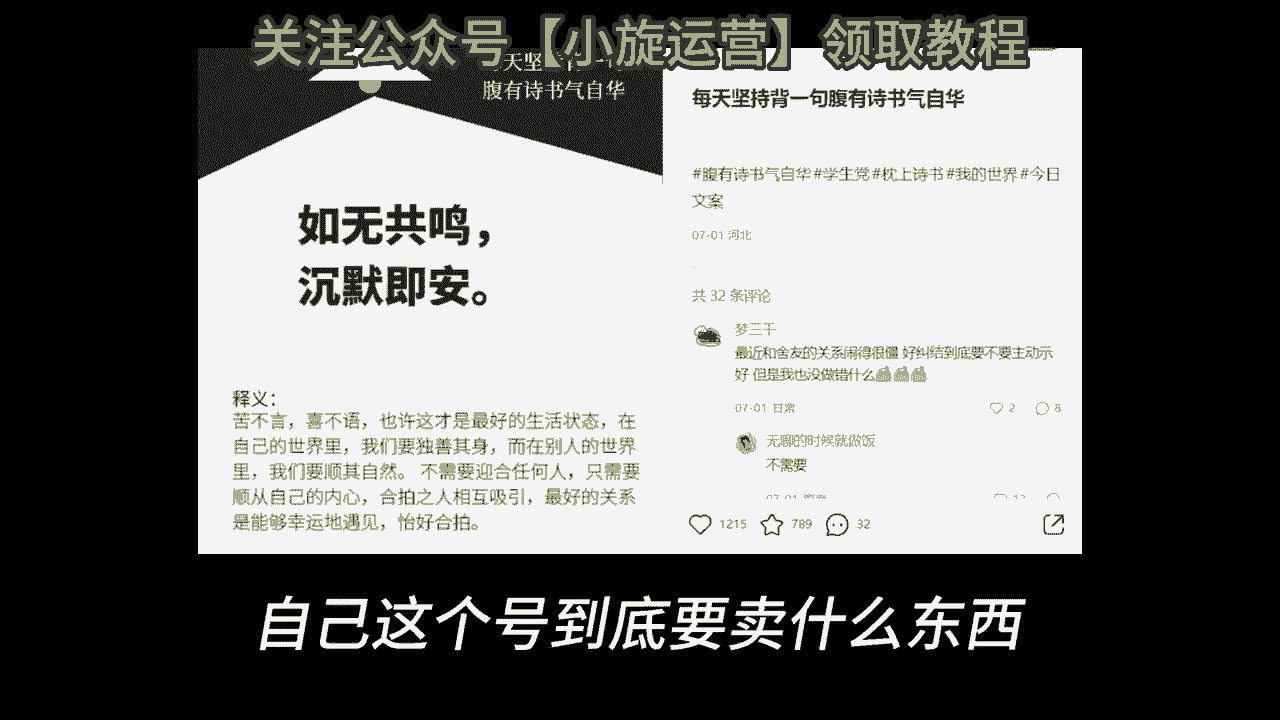 关注公众号【小旋运营】领取教程
腹有诗书气自华
如无共鸣，
沉默即安。
释义：
苦不言，喜不语，也许这才是最好的生活状态，在
自己的世界里，我们要独善其身，而在别人的世界
里，我们要顺其自然。 不需要迎合任何人，只需要
顺从自己的内心，合拍之人相互吸引，最好的关系
是能够幸运地遇见，恰好合拍。
每天坚持背一句腹有诗书气自华
#腹有诗书气自华 #学生党 #枕上诗书 #我的世界 #今日
文案
07-01 河北
共 32 条评论
梦三千
最近和舍友的关系闹得很僵 好纠结到底要不要主动示
好 但是我也没做错什么
07-01 甘肃
2
8
无聊的时候就做饭
不需要
1215
789
32
自己这个号到底要卖什么东西